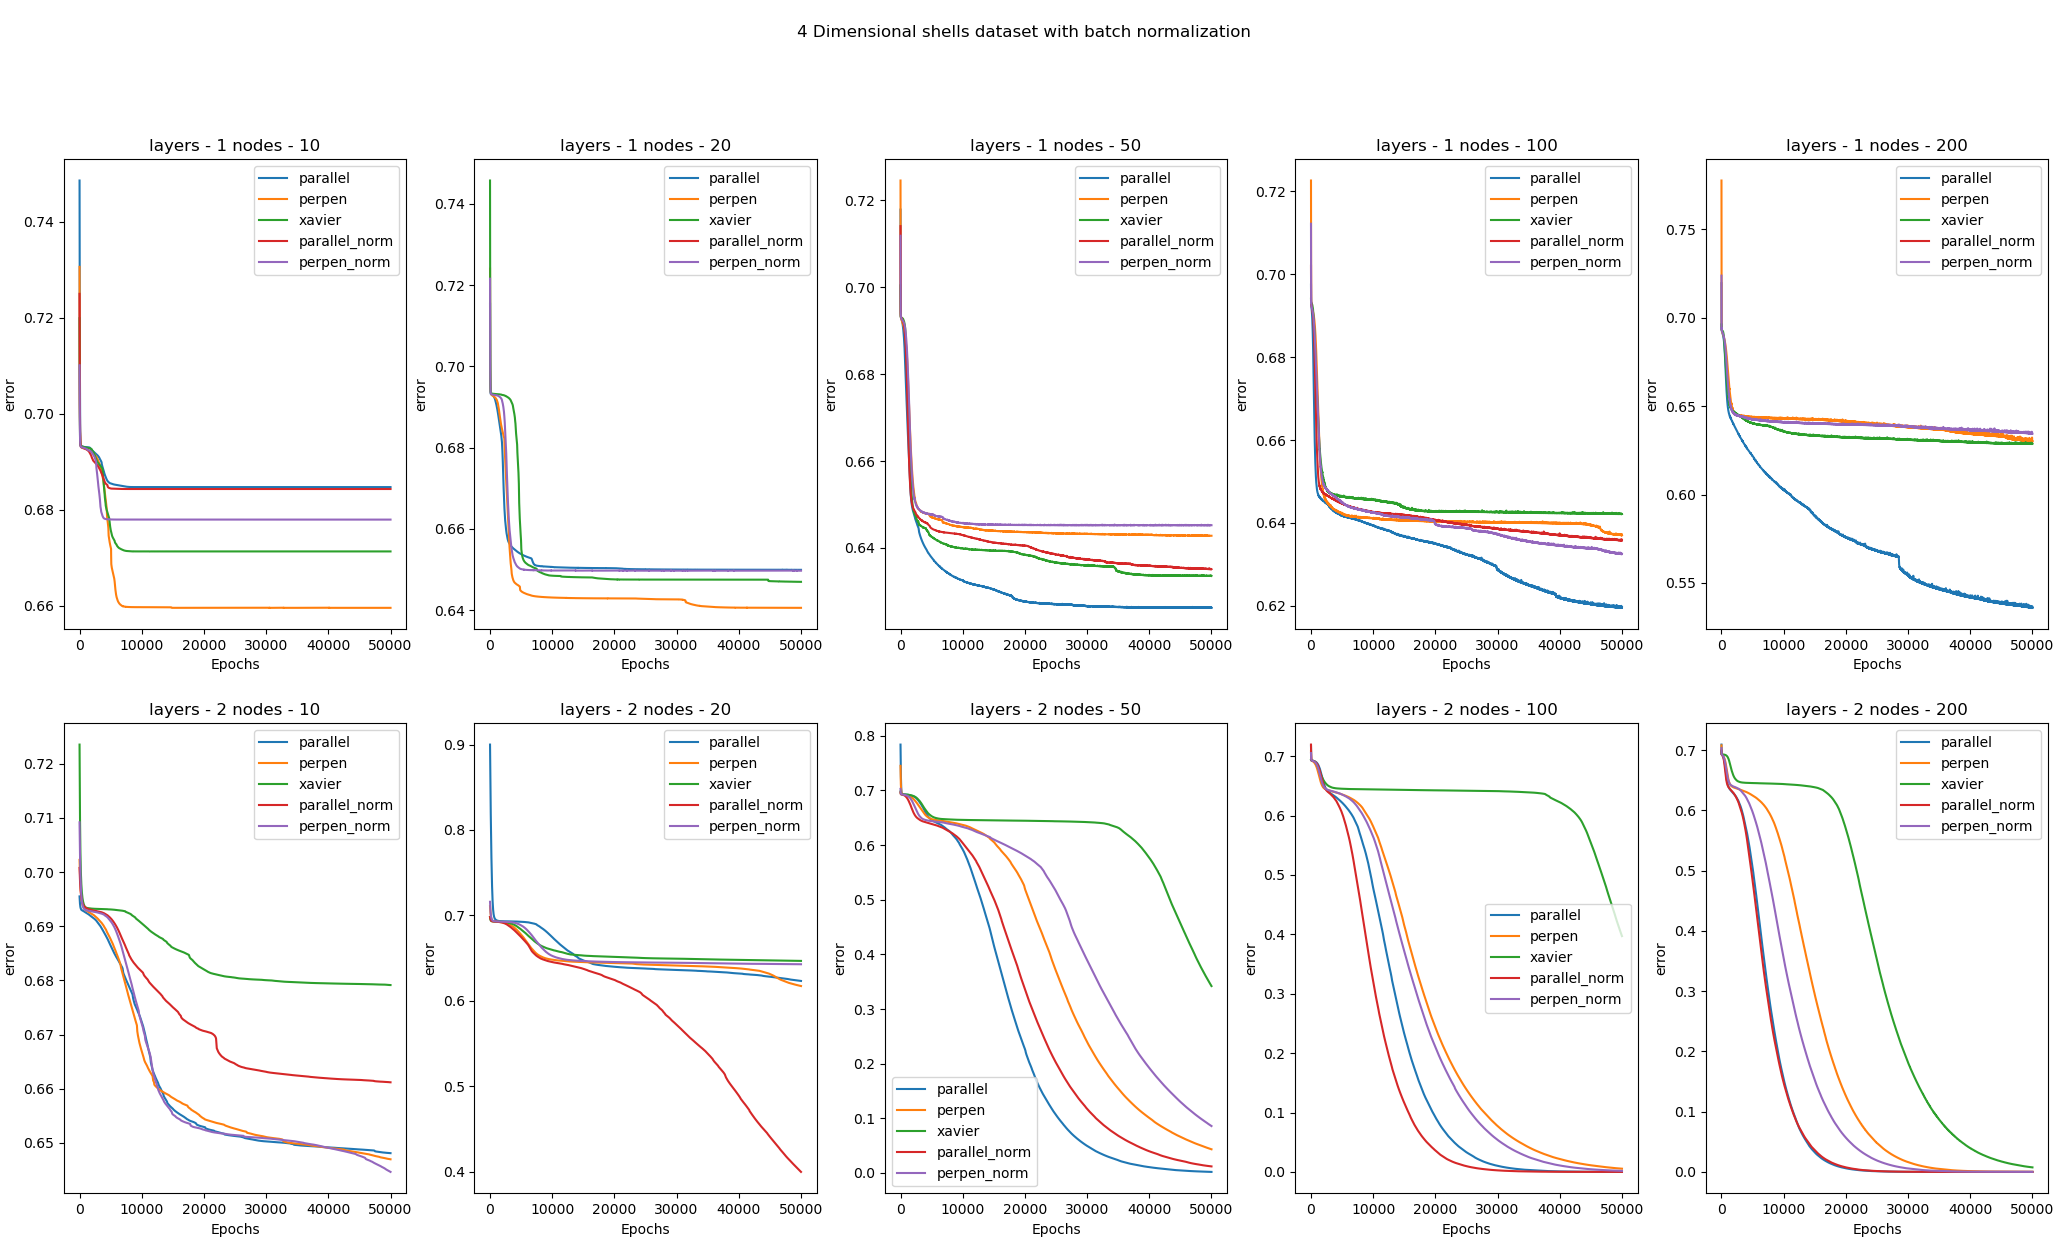 4 Dimensional shells dataset with batch normalization
layers - 1 nodes - 10
parallel
perpen
xavier
parallel_norm
perpen_norm
0.74
0.72
0.70
0.68
0.66
error
0 10000 20000 30000 40000 50000
Epochs
layers - 1 nodes - 20
parallel
perpen
xavier
parallel_norm
perpen_norm
0.74
0.72
0.70
0.68
0.66
0.64
error
0 10000 20000 30000 40000 50000
Epochs
layers - 1 nodes - 50
parallel
perpen
xavier
parallel_norm
perpen_norm
0.72
0.70
0.68
0.66
0.64
error
0 10000 20000 30000 40000 50000
Epochs
layers - 1 nodes - 100
parallel
perpen
xavier
parallel_norm
perpen_norm
0.72
0.70
0.68
0.66
0.64
0.62
error
0 10000 20000 30000 40000 50000
Epochs
layers - 1 nodes - 200
parallel
perpen
xavier
parallel_norm
perpen_norm
0.75
0.70
0.65
0.60
0.55
error
0 10000 20000 30000 40000 50000
Epochs
layers - 2 nodes - 10
parallel
perpen
xavier
parallel_norm
perpen_norm
0.72
0.71
0.70
0.69
0.68
0.67
0.66
0.65
error
0 10000 20000 30000 40000 50000
Epochs
layers - 2 nodes - 20
parallel
perpen
xavier
parallel_norm
perpen_norm
0.9
0.8
0.7
0.6
0.5
0.4
error
0 10000 20000 30000 40000 50000
Epochs
layers - 2 nodes - 50
0.8
0.7
0.6
0.5
0.4
0.3
0.2
0.1
0.0
error
parallel
perpen
xavier
parallel_norm
perpen_norm
0 10000 20000 30000 40000 50000
Epochs
layers - 2 nodes - 100
0.7
0.6
0.5
0.4
0.3
0.2
0.1
0.0
error
parallel
perpen
xavier
parallel_norm
perpen_norm
0 10000 20000 30000 40000 50000
Epochs
layers - 2 nodes - 200
parallel
perpen
xavier
parallel_norm
perpen_norm
0.7
0.6
0.5
0.4
0.3
0.2
0.1
0.0
error
0 10000 20000 30000 40000 50000
Epochs